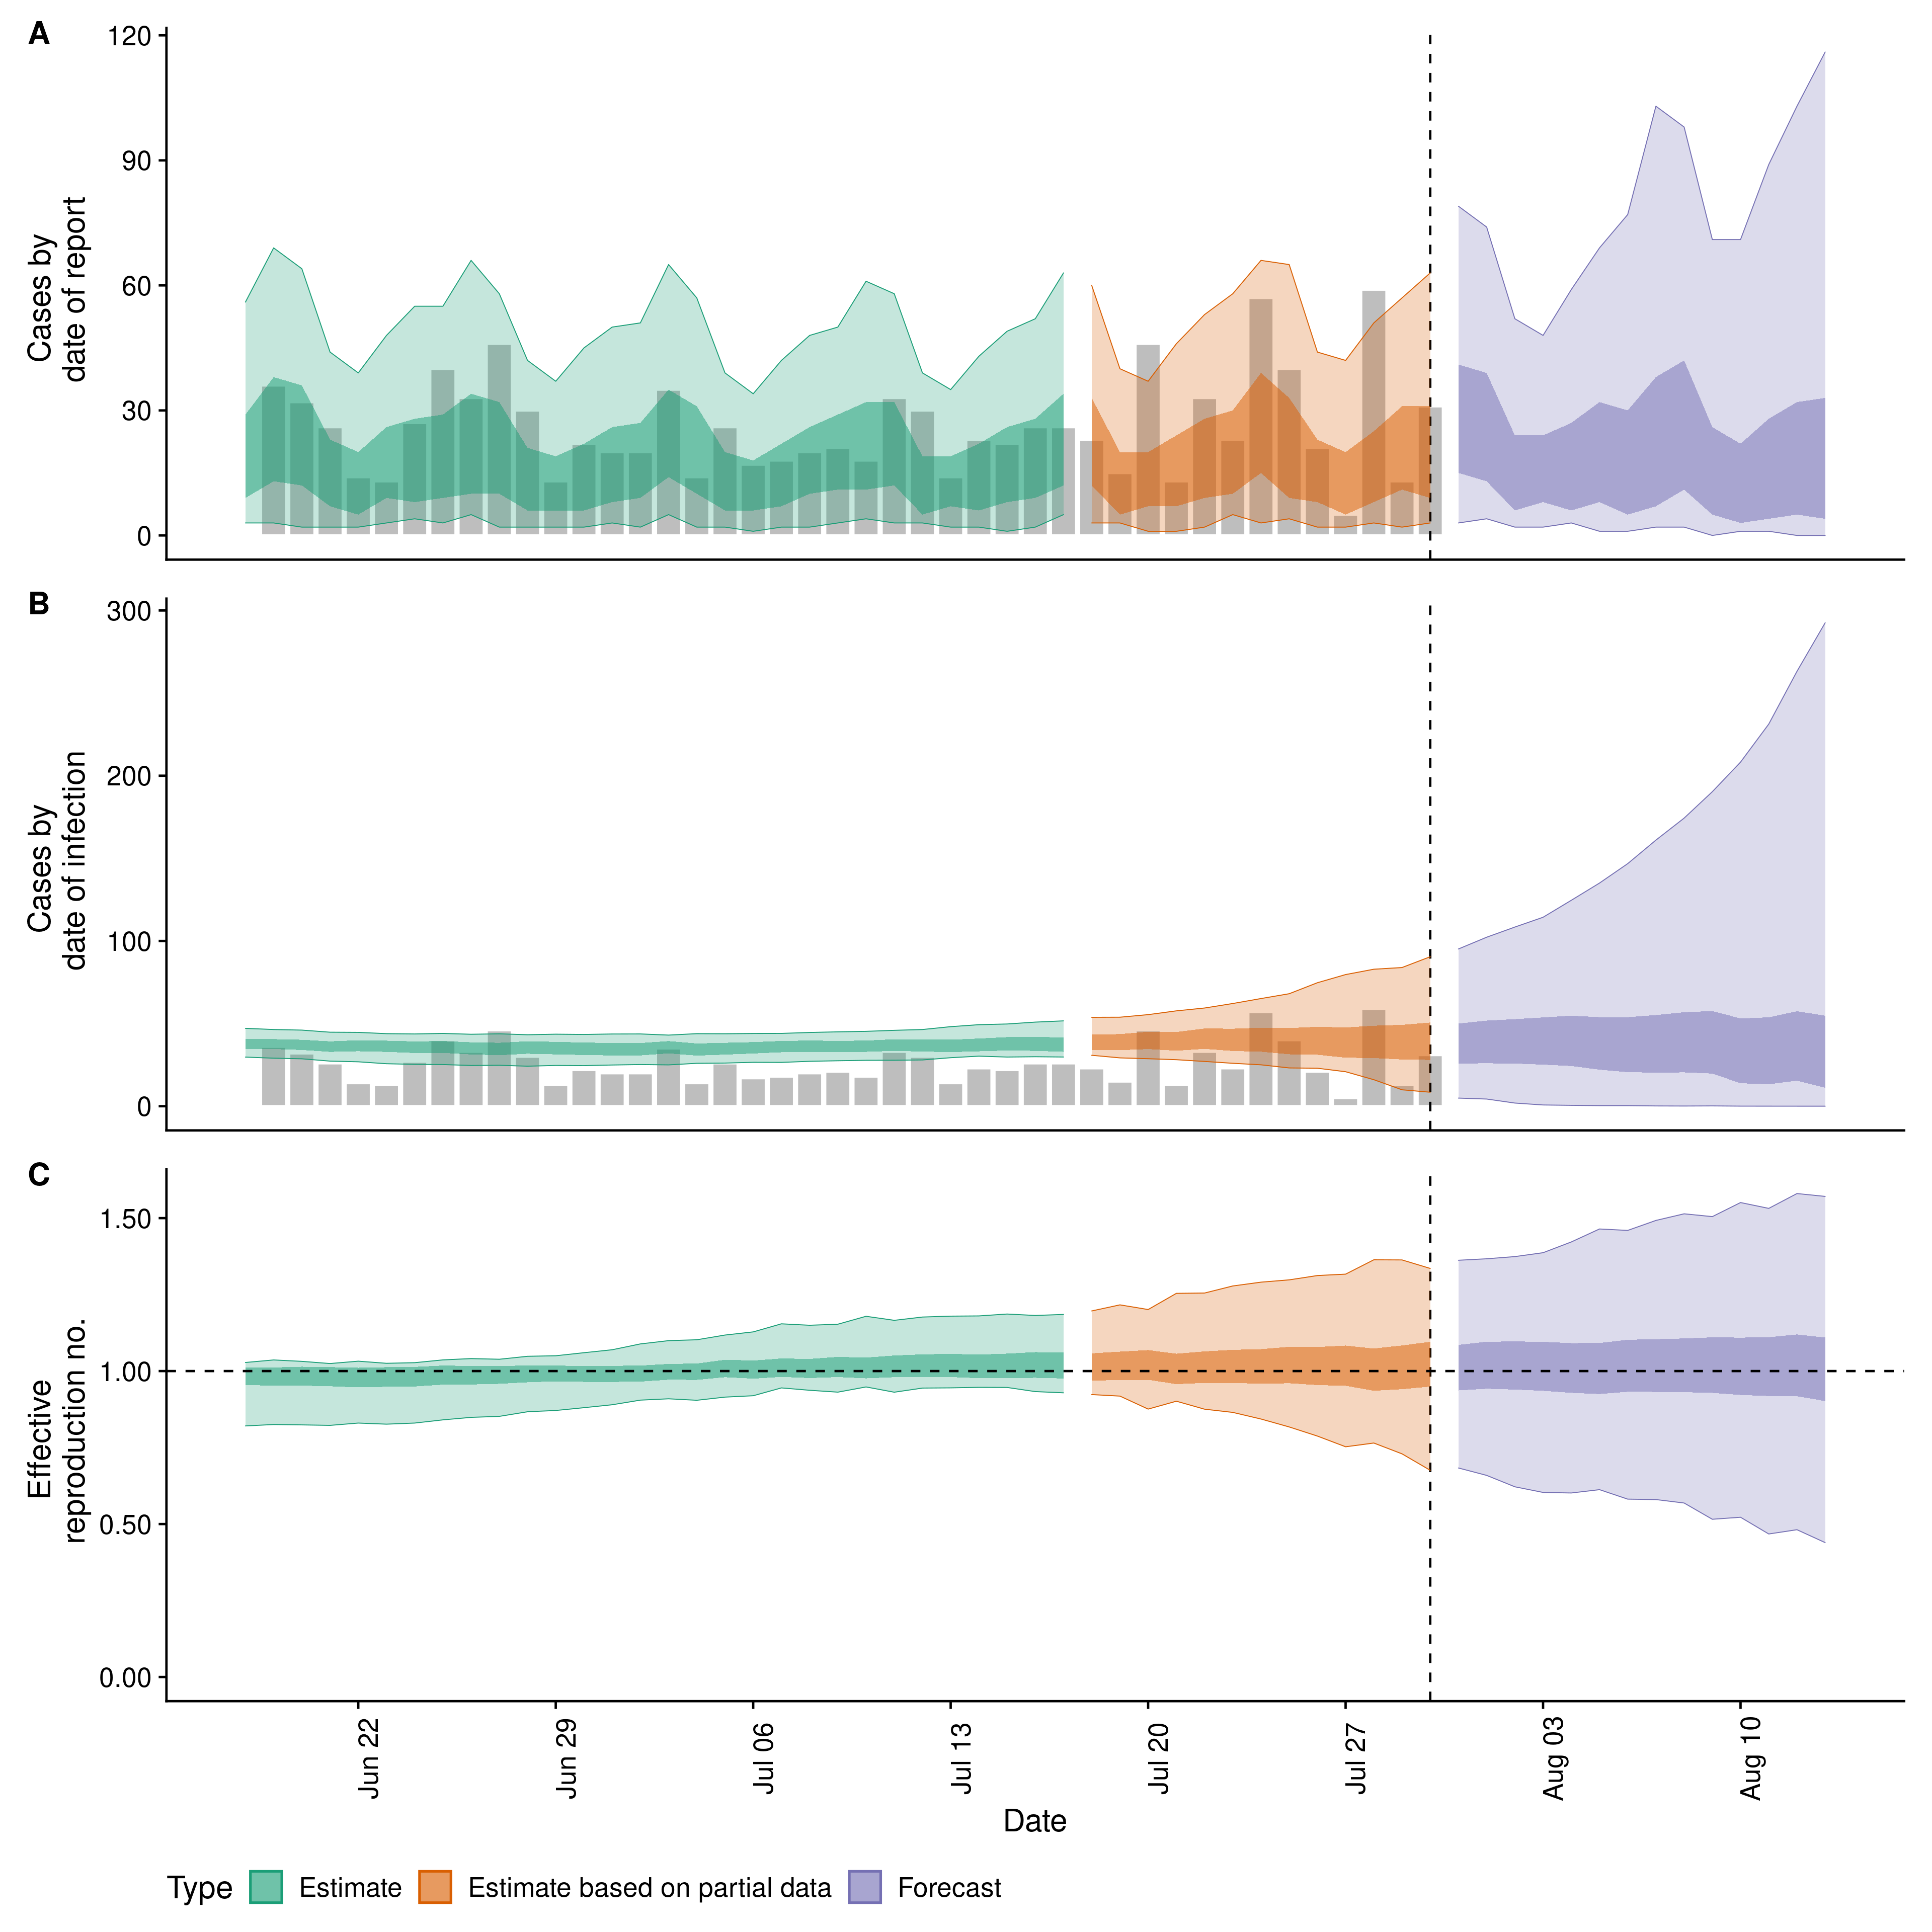 A
120
90
60
30
0
Cases by
date of report
B
300
200
100
0
Cases by
date of infection
C
1.50
1.00
0.50
0.00
Effective
reproduction no.
Jun 22
Jun 29
Jul 06
Jul 13
Jul 20
Jul 27
Aug 03
Aug 10
Date
Type Estimate Estimate based on partial data Forecast